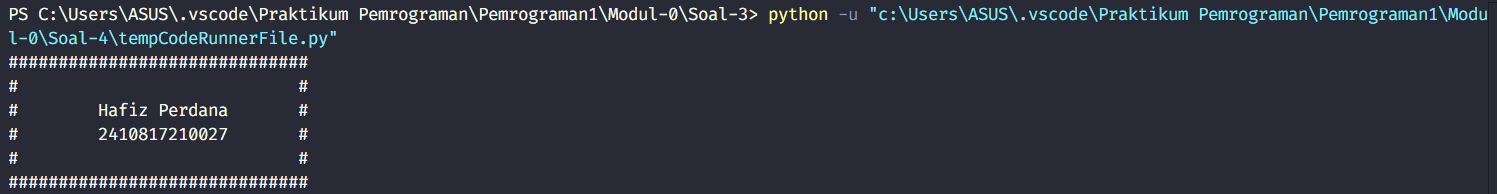 PS C:\Users\ASUS\.vscode\Praktikum Pemrograman\Pemrograman1\Modul-0\Soal-3> python -u "c:\Users\ASUS\.vscode\Praktikum Pemrograman\Pemrograman1\Modu
l-0\Soal-4\tempCodeRunnerFile.py"
##############################
#                            #
#        Hafiz Perdana       #
#        2410817210027       #
#                            #
##############################